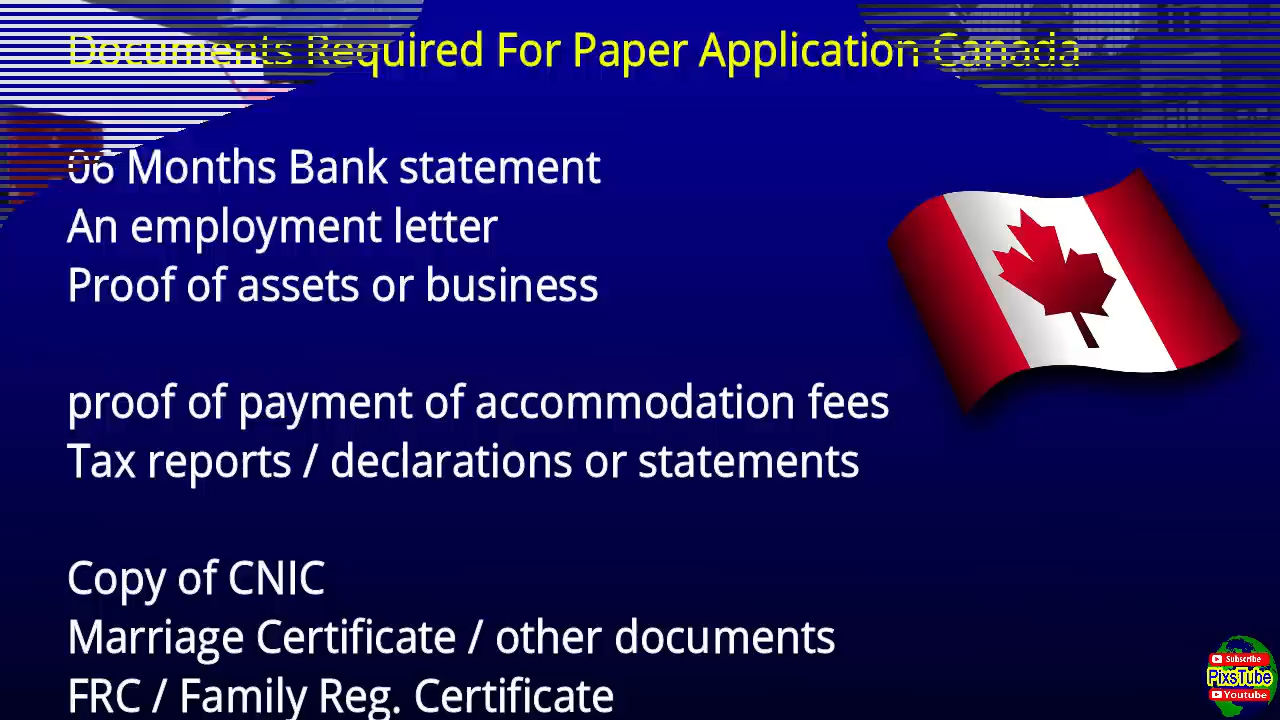 Documents Required For Paper Application Canada
06 Months Bank statement
An employment letter
Proof of assets or business
proof of payment of accommodation fees
Tax reports / declarations or statements
Copy of CNIC
Marriage Certificate / other documents
FRC / Family Reg. Certificate
Subscribe
PixsTube
Youtube